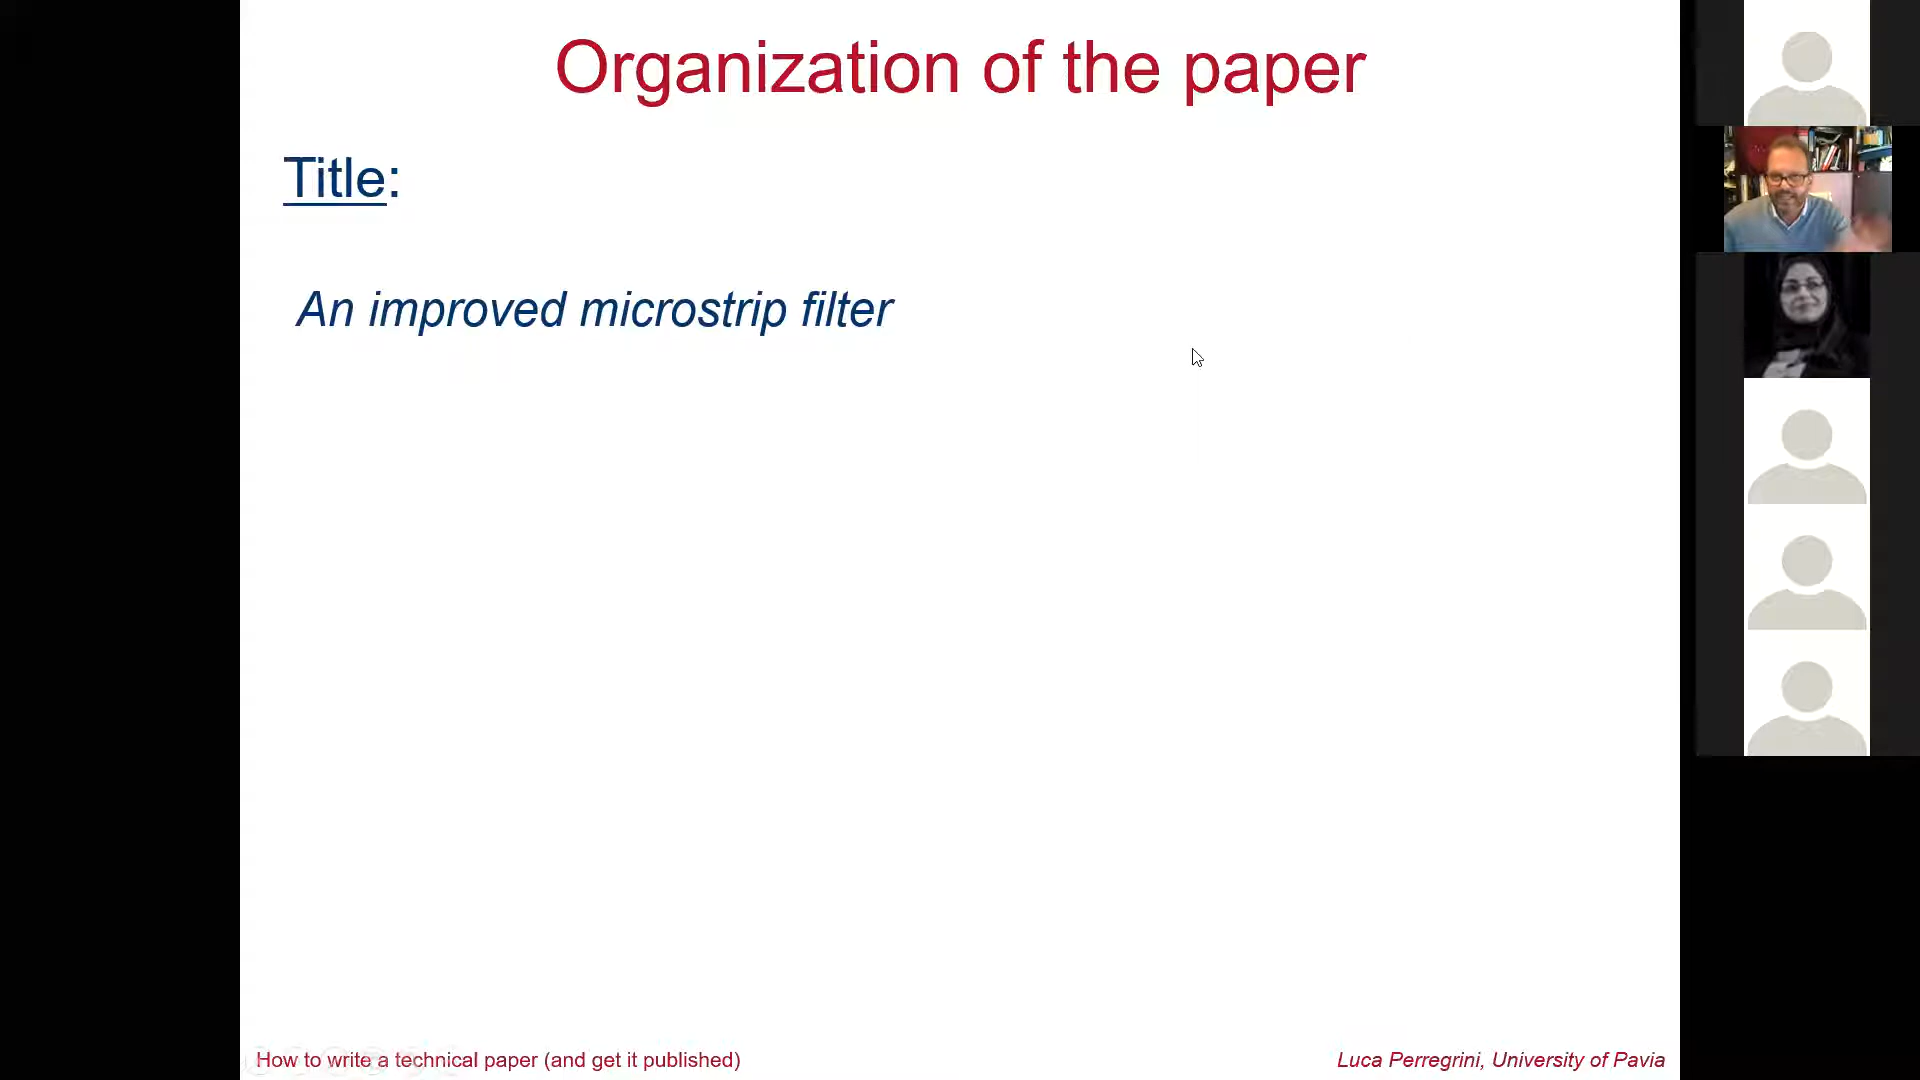 Organization of the paper
Title:
An improved microstrip filter
How to write a technical paper (and get it published)
Luca Perregrini, University of Pavia